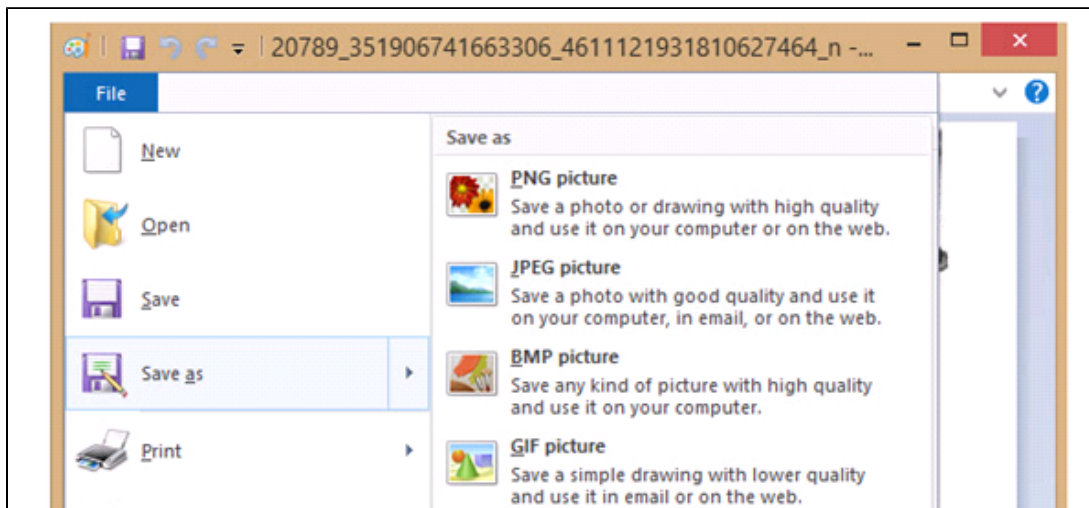 20789_351906741663306_4611121931810627464_n -...
File
New
Open
Save
Save as
Print
Save as
PNG picture
Save a photo or drawing with high quality
and use it on your computer or on the web.
JPEG picture
Save a photo with good quality and use it
on your computer, in email, or on the web.
BMP picture
Save any kind of picture with high quality
and use it on your computer.
GIF picture
Save a simple drawing with lower quality
and use it in email or on the web.